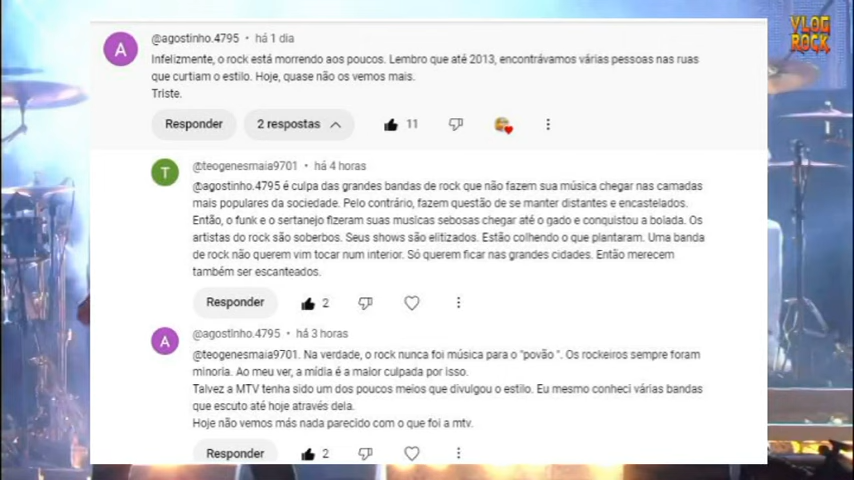 VLOG
ROCK
A
@agostinho.4795 • há 1 dia
Infelizmente, o rock está morrendo aos poucos. Lembro que até 2013, encontrávamos várias pessoas nas ruas
que curtiam o estilo. Hoje, quase não os vemos mais.
Triste.
Responder 2 respostas 11
T
@teogenesmaia9701 • há 4 horas
@agostinho.4795 é culpa das grandes bandas de rock que não fazem sua música chegar nas camadas
mais populares da sociedade. Pelo contrário, fazem questão de se manter distantes e encastelados.
Então, o funk e o sertanejo fizeram suas musicas sebosas chegar até o gado e conquistou a boiada. Os
artistas do rock são soberbos. Seus shows são elitizados. Estão colhendo o que plantaram. Uma banda
de rock não querem vim tocar num interior. Só querem ficar nas grandes cidades. Então merecem
também ser escanteados.
Responder 2
A
@agostinho.4795 • há 3 horas
@teogenesmaia9701. Na verdade, o rock nunca foi música para o "povão ". Os rockeiros sempre foram
minoria. Ao meu ver, a mídia é a maior culpada por isso.
Talvez a MTV tenha sido um dos poucos meios que divulgou o estilo. Eu mesmo conheci várias bandas
que escuto até hoje através dela.
Hoje não vemos más nada parecido com o que foi a mtv.
Responder 2